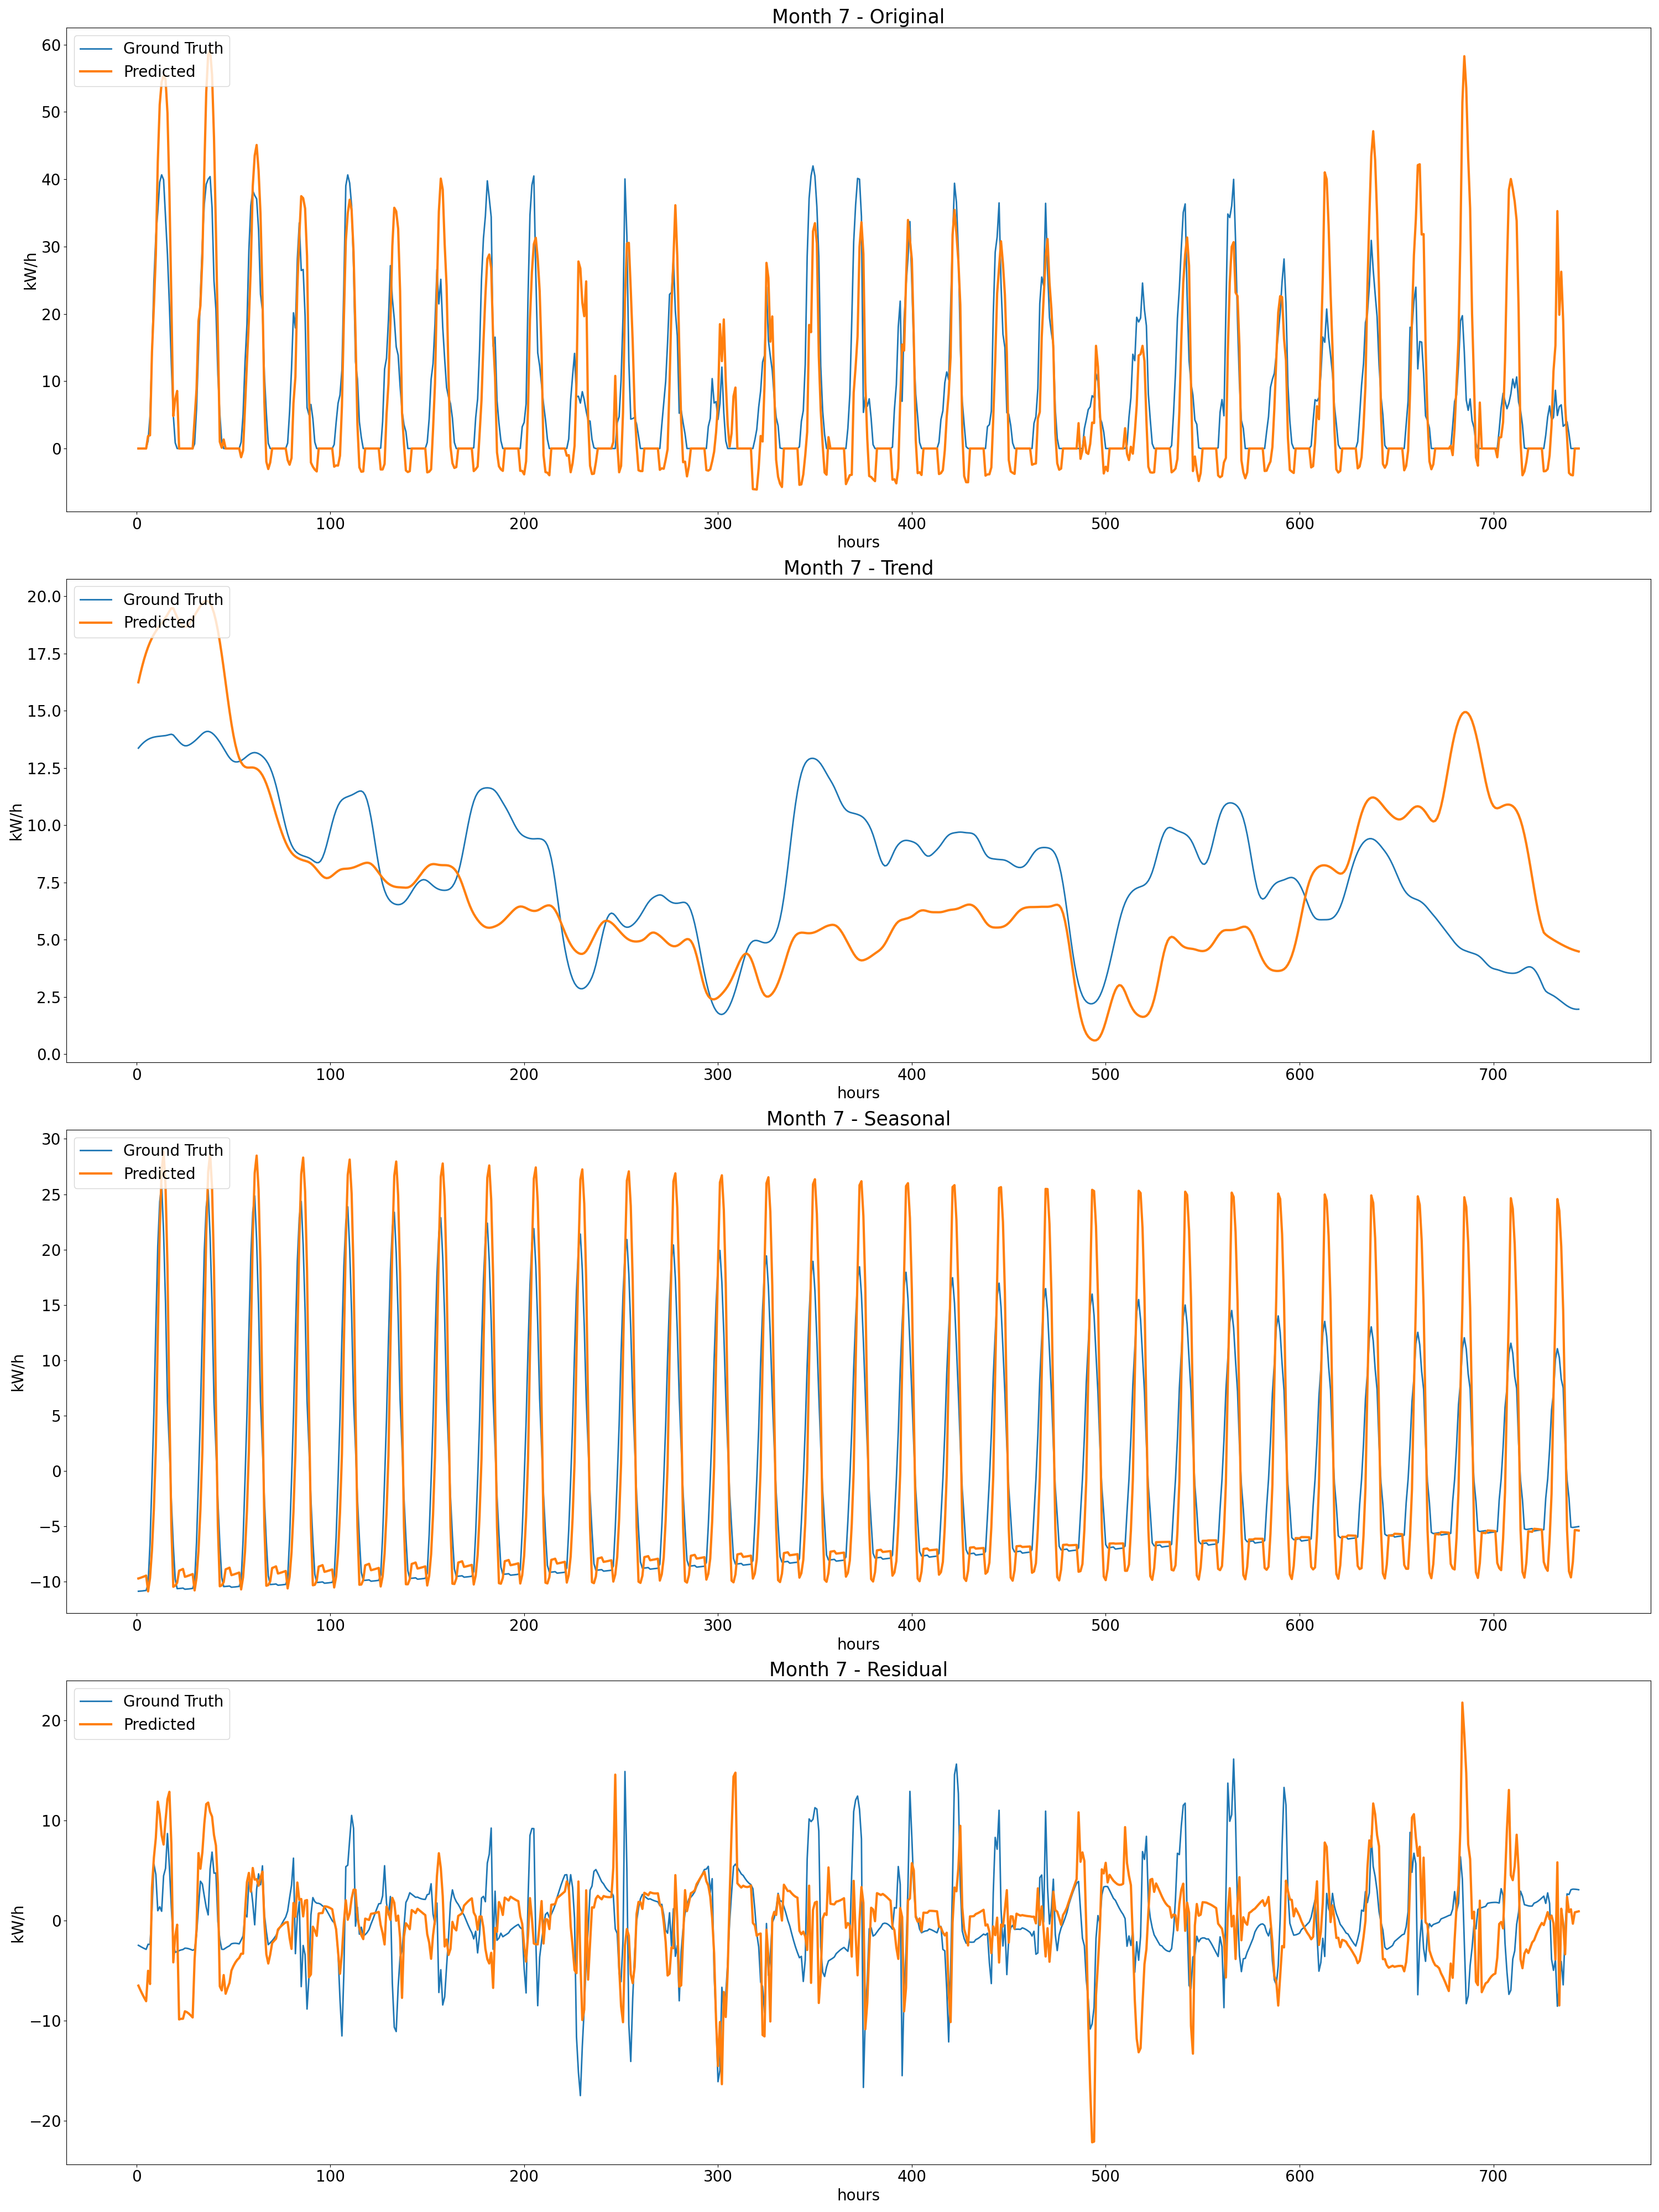 Month 7 - Original
Ground Truth
Predicted
60
50
40
30
20
10
0
kW/h
0 100 200 300 400 500 600 700
hours
Month 7 - Trend
Ground Truth
Predicted
20.0
17.5
15.0
12.5
10.0
7.5
5.0
2.5
0.0
kW/h
0 100 200 300 400 500 600 700
hours
Month 7 - Seasonal
Ground Truth
Predicted
30
25
20
15
10
5
0
−5
−10
kW/h
0 100 200 300 400 500 600 700
hours
Month 7 - Residual
Ground Truth
Predicted
20
10
0
−10
−20
kW/h
0 100 200 300 400 500 600 700
hours